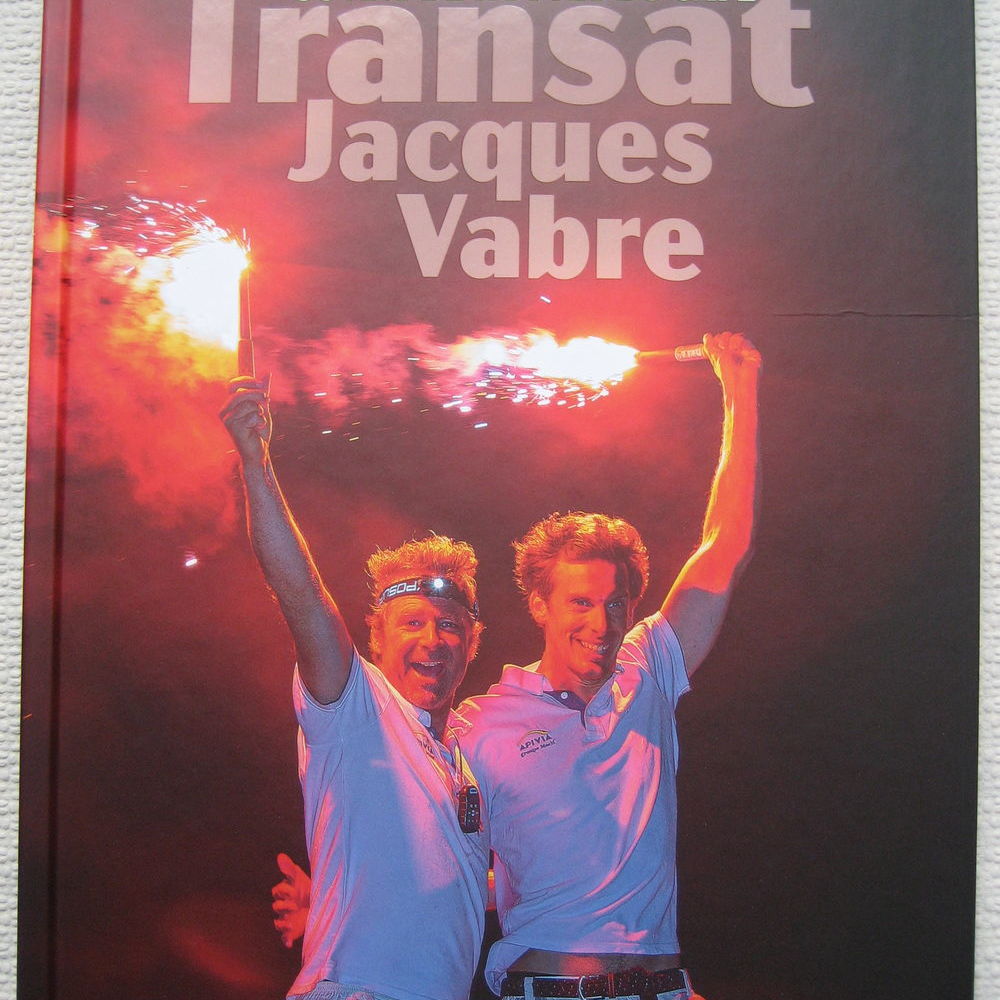 Transat
Jacques
Vabre
APIVIA